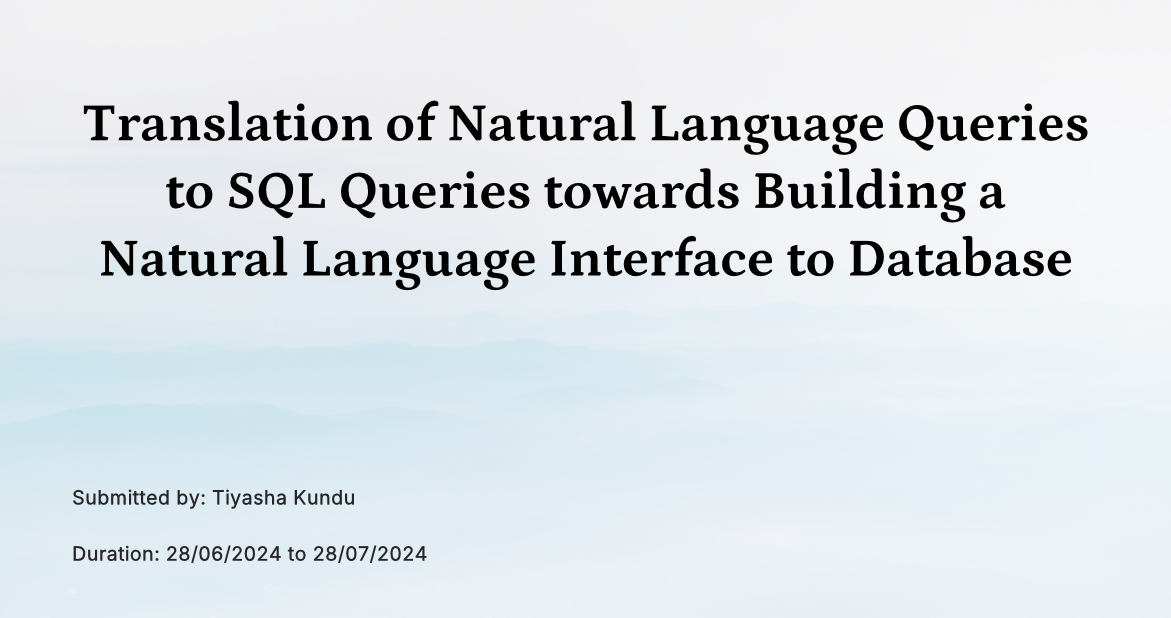 Translation of Natural Language Queries
to SQL Queries towards Building a
Natural Language Interface to Database
Submitted by: Tiyasha Kundu
Duration: 28/06/2024 to 28/07/2024